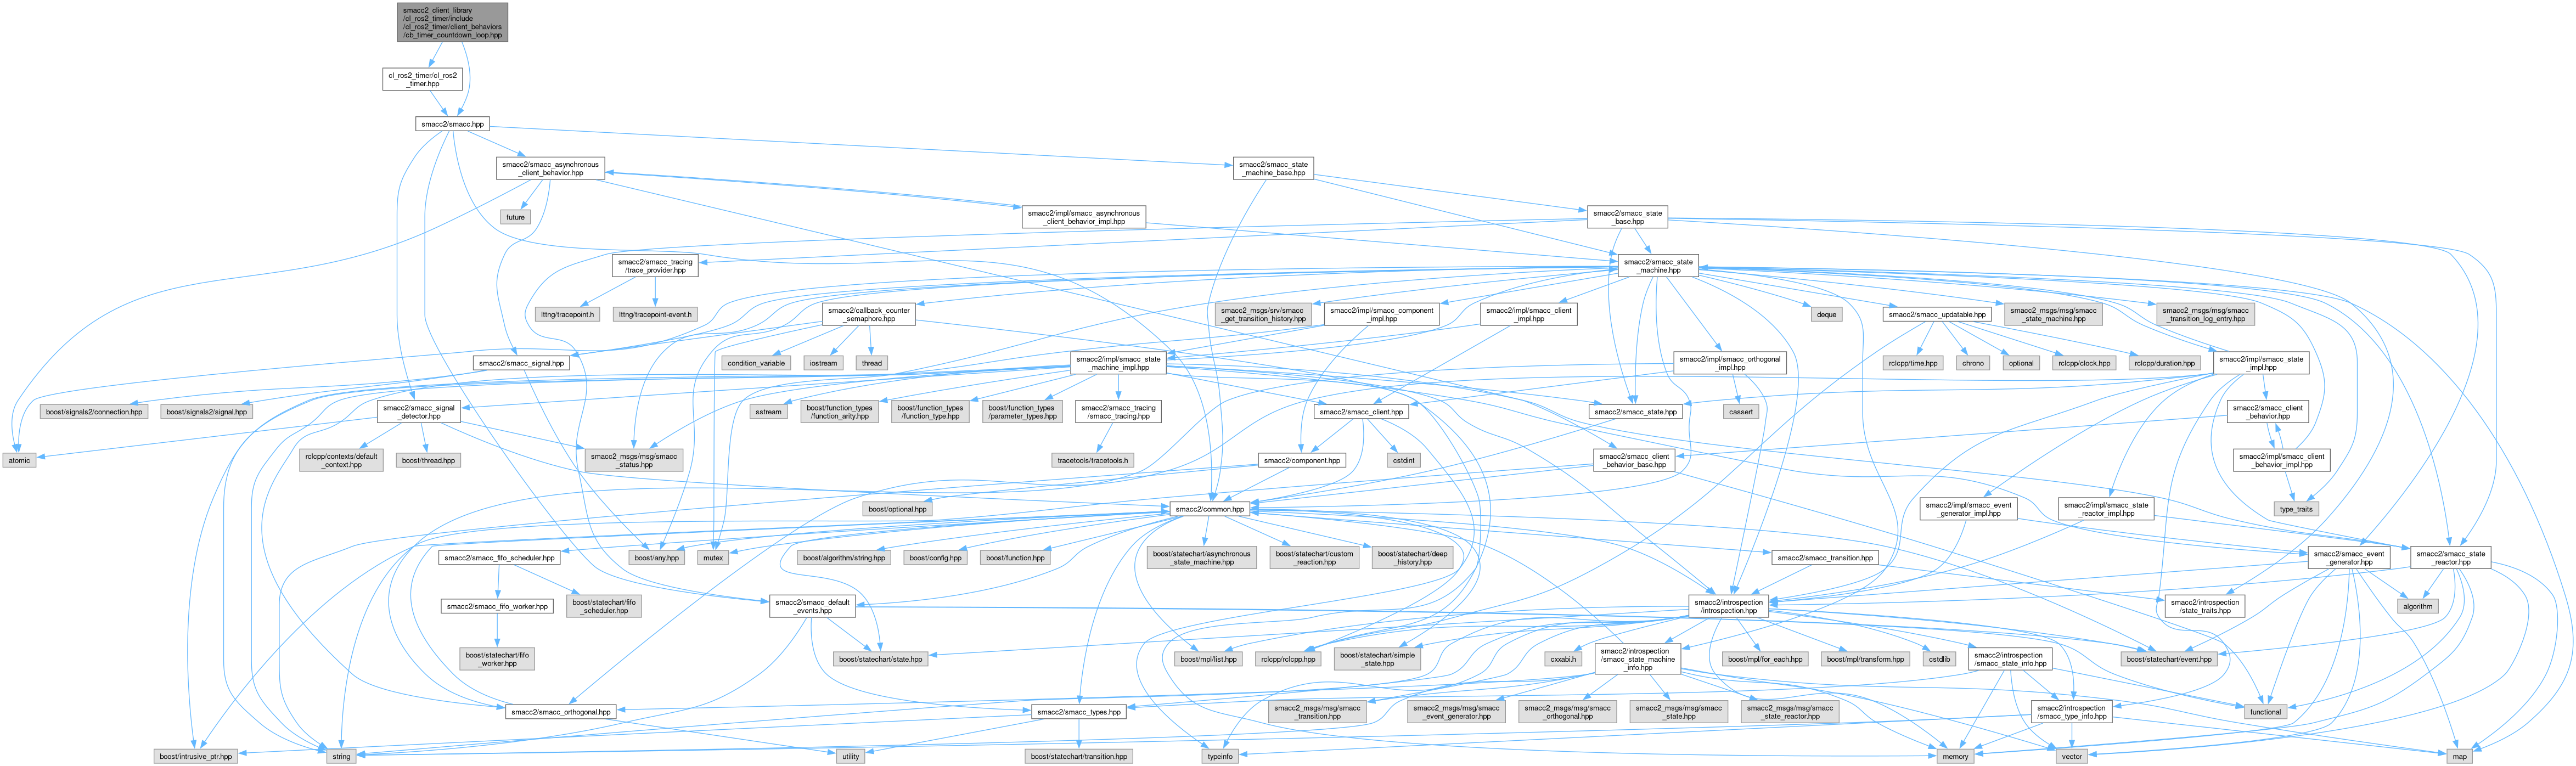 smacc2_client_library
/cl_ros2_timer/include
/cl_ros2_timer/client_behaviors
/cb_timer_countdown_loop.hpp
cl_ros2_timer/cl_ros2
_timer.hpp
smacc2/smacc.hpp
smacc2/smacc_asynchronous
_client_behavior.hpp
smacc2/smacc_state
_machine_base.hpp
future
smacc2/impl/smacc_asynchronous
_client_behavior_impl.hpp
smacc2/smacc_state
_base.hpp
smacc2/smacc_tracing
/trace_provider.hpp
smacc2/smacc_state
_machine.hpp
lttng/tracepoint.h
lttng/tracepoint-event.h
smacc2/callback_counter
_semaphore.hpp
smacc2_msgs/srv/smacc
_get_transition_history.hpp
smacc2/impl/smacc_component
_impl.hpp
smacc2/impl/smacc_client
_impl.hpp
deque
smacc2/smacc_updatable.hpp
smacc2_msgs/msg/smacc
_state_machine.hpp
smacc2_msgs/msg/smacc
_transition_log_entry.hpp
smacc2/smacc_signal.hpp
condition_variable
iostream
thread
smacc2/impl/smacc_state
_machine_impl.hpp
smacc2/impl/smacc_orthogonal
_impl.hpp
rclcpp/time.hpp
chrono
optional
rclcpp/clock.hpp
rclcpp/duration.hpp
smacc2/impl/smacc_state
_impl.hpp
boost/signals2/connection.hpp
boost/signals2/signal.hpp
smacc2/smacc_signal
_detector.hpp
sstream
boost/function_types
/function_arity.hpp
boost/function_types
/function_type.hpp
boost/function_types
/parameter_types.hpp
smacc2/smacc_tracing
/smacc_tracing.hpp
smacc2/smacc_client.hpp
smacc2/smacc_state.hpp
cassert
smacc2/smacc_client
_behavior.hpp
atomic
rclcpp/contexts/default
_context.hpp
boost/thread.hpp
smacc2_msgs/msg/smacc
_status.hpp
tracetools/tracetools.h
smacc2/component.hpp
cstdint
smacc2/smacc_client
_behavior_base.hpp
smacc2/impl/smacc_client
_behavior_impl.hpp
boost/optional.hpp
smacc2/common.hpp
smacc2/impl/smacc_event
_generator_impl.hpp
smacc2/impl/smacc_state
_reactor_impl.hpp
type_traits
smacc2/smacc_fifo_scheduler.hpp
boost/any.hpp
mutex
boost/algorithm/string.hpp
boost/config.hpp
boost/function.hpp
boost/statechart/asynchronous
_state_machine.hpp
boost/statechart/custom
_reaction.hpp
boost/statechart/deep
_history.hpp
smacc2/smacc_transition.hpp
smacc2/smacc_event
_generator.hpp
smacc2/smacc_state
_reactor.hpp
smacc2/smacc_fifo_worker.hpp
boost/statechart/fifo
_scheduler.hpp
smacc2/smacc_default
_events.hpp
smacc2/introspection
/introspection.hpp
smacc2/introspection
/state_traits.hpp
algorithm
boost/statechart/fifo
_worker.hpp
boost/statechart/state.hpp
boost/mpl/list.hpp
rclcpp/rclcpp.hpp
boost/statechart/simple
_state.hpp
cxxabi.h
smacc2/introspection
/smacc_state_machine
_info.hpp
boost/mpl/for_each.hpp
boost/mpl/transform.hpp
cstdlib
smacc2/introspection
/smacc_state_info.hpp
boost/statechart/event.hpp
smacc2/smacc_orthogonal.hpp
smacc2/smacc_types.hpp
smacc2_msgs/msg/smacc
_transition.hpp
smacc2_msgs/msg/smacc
_event_generator.hpp
smacc2_msgs/msg/smacc
_orthogonal.hpp
smacc2_msgs/msg/smacc
_state.hpp
smacc2_msgs/msg/smacc
_state_reactor.hpp
smacc2/introspection
/smacc_type_info.hpp
functional
boost/intrusive_ptr.hpp
string
utility
boost/statechart/transition.hpp
typeinfo
memory
vector
map